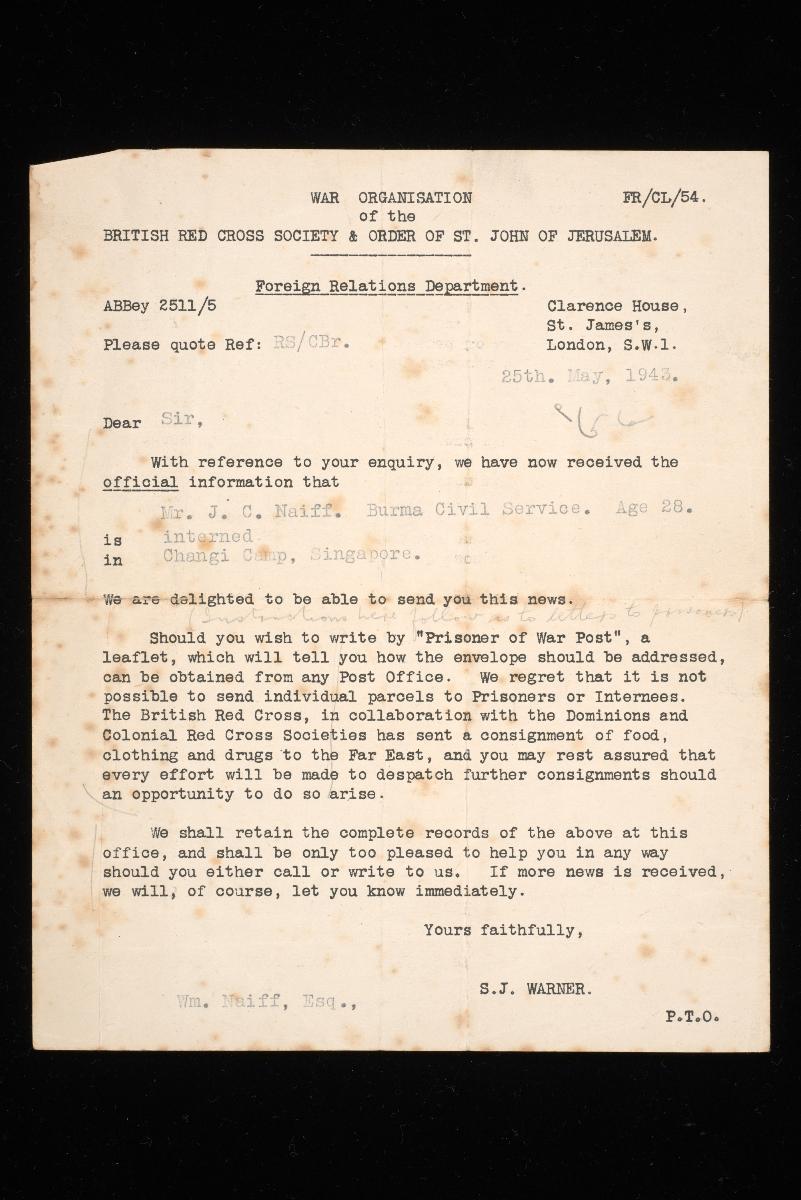 WAR ORGANISATION FR/CL/54.
of the
BRITISH RED CROSS SOCIETY & ORDER OF ST. JOHN OF JERUSALEM.
Foreign Relations Department.
ABBey 2511/5 Clarence House,
St. James's,
Please quote Ref: RS/CBr. London, S.W.1.
25th. May, 1943.
Dear Sir,
With reference to your enquiry, we have now received the
official information that
Mr. J. C. Naiff. Burma Civil Service. Age 28.
is interned
in Changi Camp, Singapore.
We are delighted to be able to send you this news.
(Instructions here follow as to letters to prisoners)
Should you wish to write by "Prisoner of War Post", a
leaflet, which will tell you how the envelope should be addressed,
can be obtained from any Post Office. We regret that it is not
possible to send individual parcels to Prisoners or Internees.
The British Red Cross, in collaboration with the Dominions and
Colonial Red Cross Societies has sent a consignment of food,
clothing and drugs to the Far East, and you may rest assured that
every effort will be made to despatch further consignments should
an opportunity to do so arise.
We shall retain the complete records of the above at this
office, and shall be only too pleased to help you in any way
should you either call or write to us. If more news is received,
we will, of course, let you know immediately.
Yours faithfully,
S.J. WARNER.
Wm. Naiff, Esq.,
P.T.O.